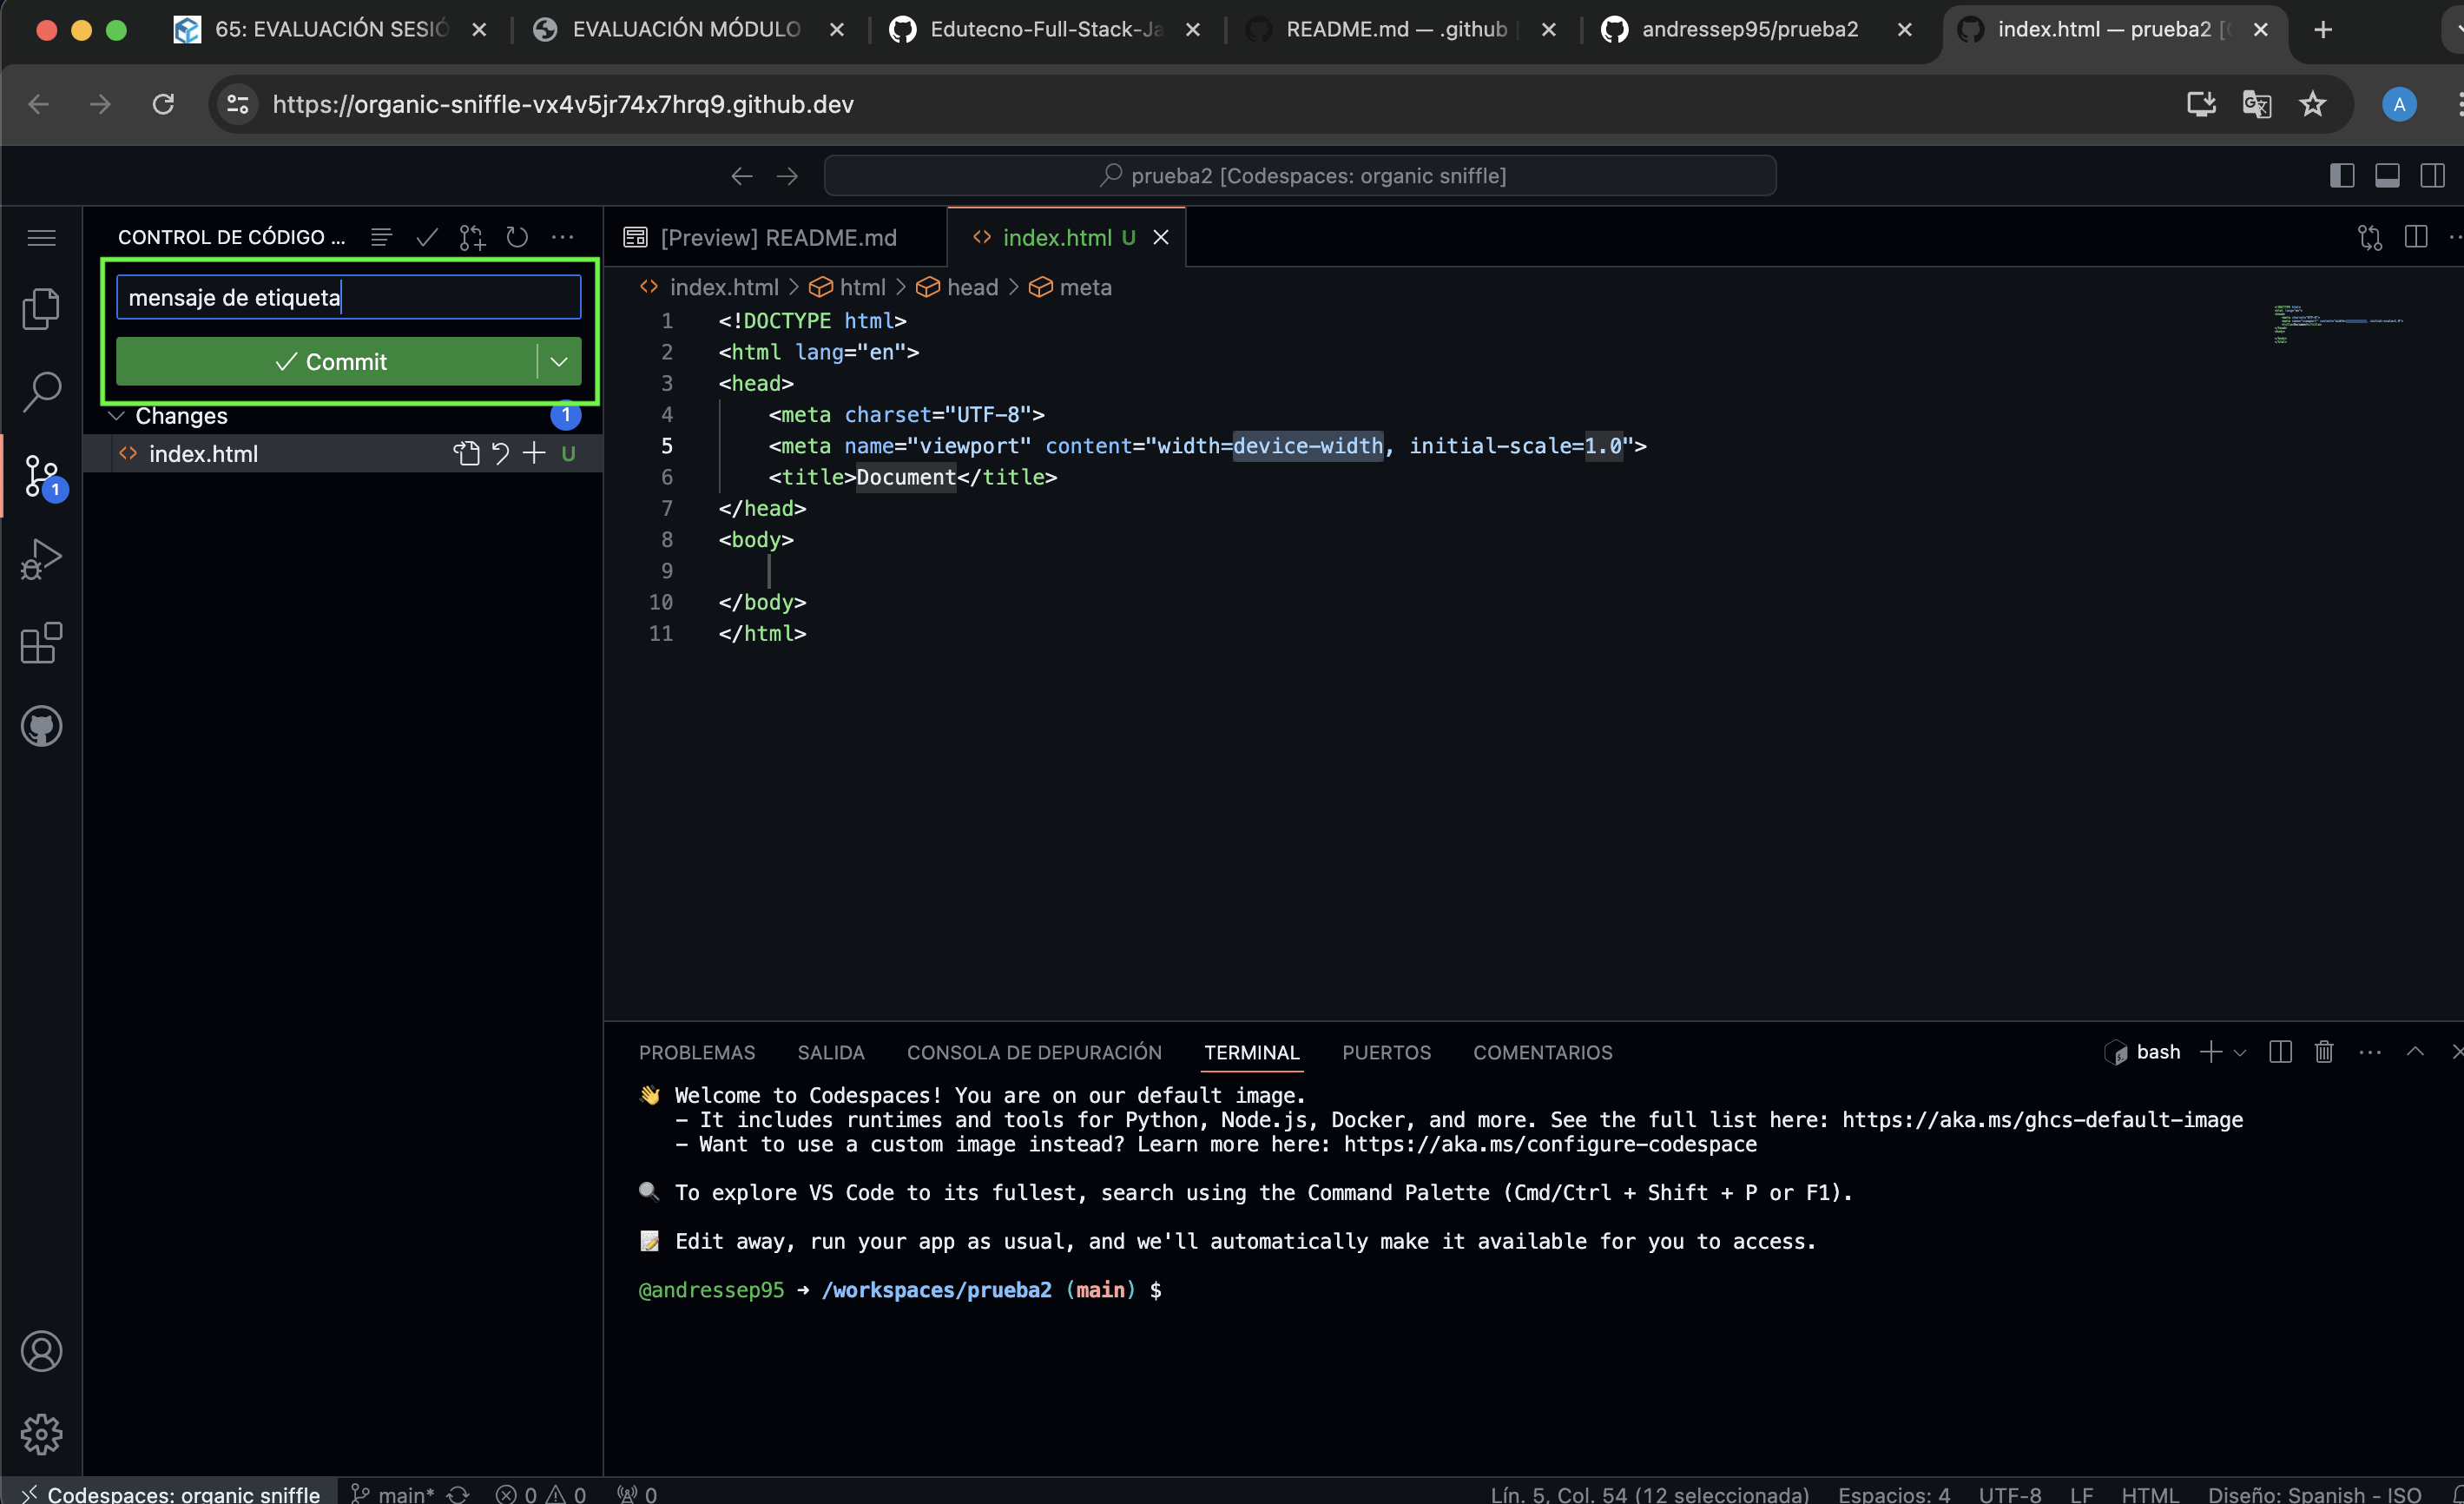 65: EVALUACIÓN SESIÓ
EVALUACIÓN MÓDULO
Edutecno-Full-Stack-Ja
README.md — .github
andressep95/prueba2
index.html — prueba2 [
https://organic-sniffle-vx4v5jr74x7hrq9.github.dev
A
prueba2 [Codespaces: organic sniffle]
CONTROL DE CÓDIGO ...
mensaje de etiqueta
Commit
Changes
1
index.html
U
1
[Preview] README.md
index.html U
index.html > html > head > meta
1 <!DOCTYPE html>
2 <html lang="en">
3 <head>
4 <meta charset="UTF-8">
5 <meta name="viewport" content="width=device-width, initial-scale=1.0">
6 <title>Document</title>
7 </head>
8 <body>
9
10 </body>
11 </html>
PROBLEMAS SALIDA CONSOLA DE DEPURACIÓN TERMINAL PUERTOS COMENTARIOS
bash
👋 Welcome to Codespaces! You are on our default image.
- It includes runtimes and tools for Python, Node.js, Docker, and more. See the full list here: https://aka.ms/ghcs-default-image
- Want to use a custom image instead? Learn more here: https://aka.ms/configure-codespace
🔍 To explore VS Code to its fullest, search using the Command Palette (Cmd/Ctrl + Shift + P or F1).
📝 Edit away, run your app as usual, and we'll automatically make it available for you to access.
@andressep95 ➜ /workspaces/prueba2 (main) $
Codespaces: organic sniffle main* 0 0 0
Lín. 5, Col. 54 (12 seleccionada) Espacios: 4 UTF-8 LF HTML Diseño: Spanish - ISO